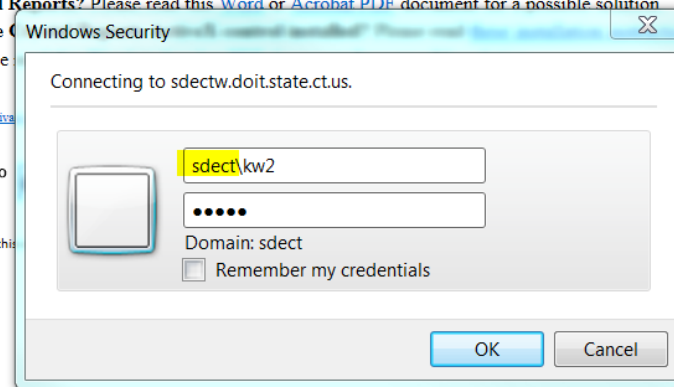 Reports? Please read this Word or Acrobat PDF document for a possible solution
Windows Security
Connecting to sdectw.doit.state.ct.us.
sdect\kw2
•••••
Domain: sdect
Remember my credentials
OK
Cancel